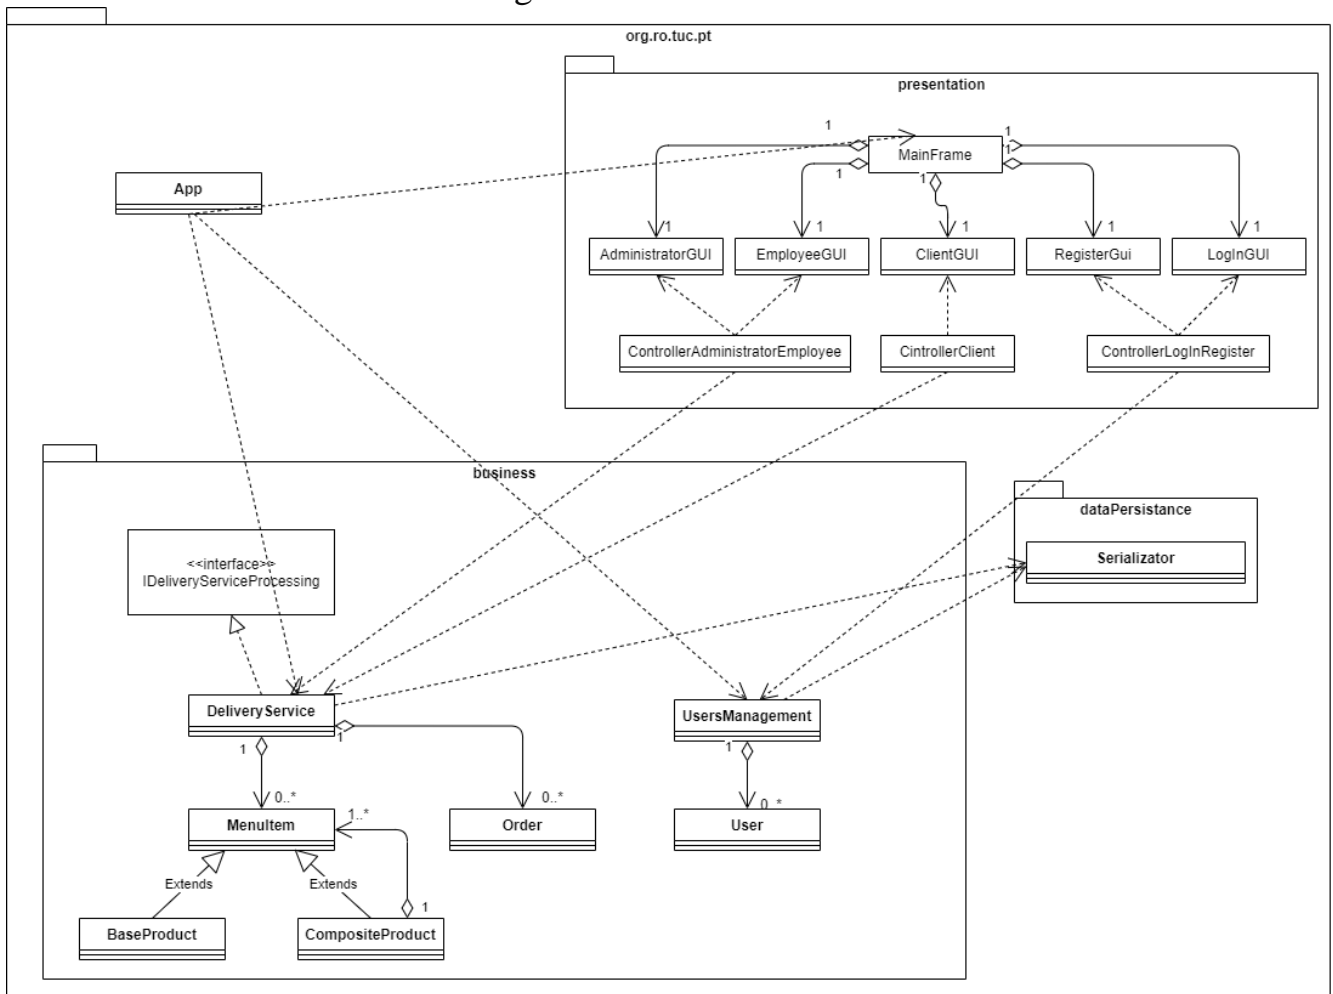 org.ro.tuc.pt
presentation
1
1
MainFrame
1
1
1
App
1
1
1
1
1
AdministratorGUI
EmployeeGUI
ClientGUI
RegisterGui
LogInGUI
ControllerAdministratorEmployee
CintrollerClient
ControllerLogInRegister
business
dataPersistance
Serializator
<<interface>>
IDeliveryServiceProcessing
DeliveryService
UsersManagement
1
1
1
0..*
0..*
0..*
1..*
MenuItem
Order
User
Extends
Extends
1
BaseProduct
CompositeProduct